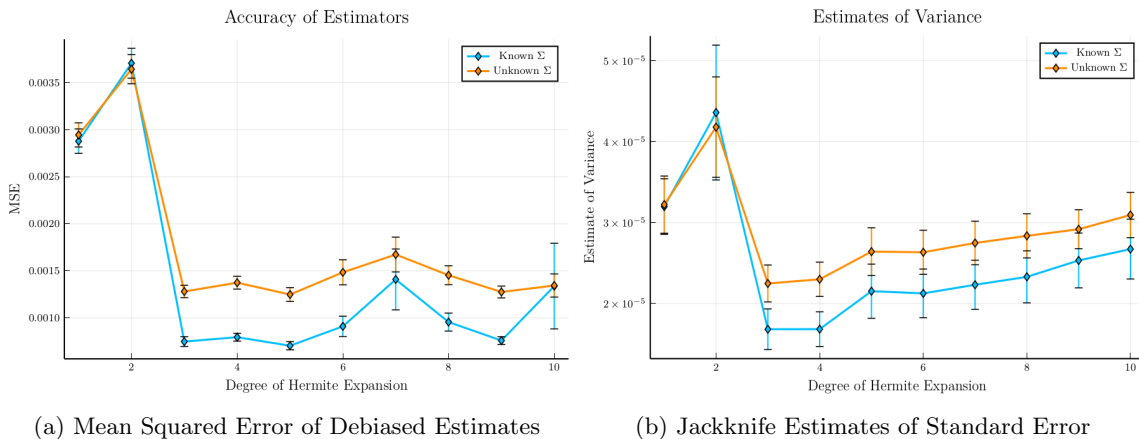 Accuracy of Estimators
Known Σ
Unknown Σ
0.0035
0.0030
0.0025
0.0020
0.0015
0.0010
MSE
2
4
6
8
10
Degree of Hermite Expansion
(a) Mean Squared Error of Debiased Estimates
Estimates of Variance
Known Σ
Unknown Σ
5 × 10⁻⁵
4 × 10⁻⁵
3 × 10⁻⁵
2 × 10⁻⁵
Estimate of Variance
2
4
6
8
10
Degree of Hermite Expansion
(b) Jackknife Estimates of Standard Error